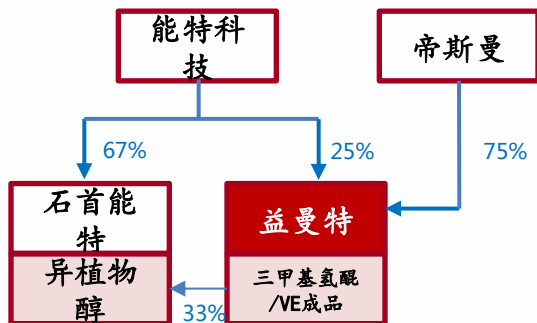 能特科
技
帝斯曼
67%
25%
75%
石首能
特
益曼特
异植物
醇
三甲基氢醌
/VE成品
33%